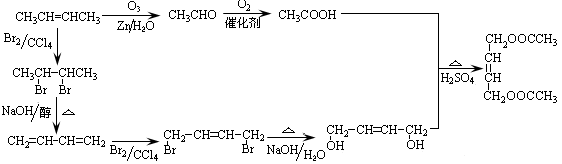 CH₃CH=CHCH₃ O₃ Zn/H₂O CH₃CHO O₂ 催化剂 CH₃COOH
Br₂/CCl₄
CH₃CH-CHCH₃
Br Br
NaOH/醇 △
CH₂=CHCH=CH₂ Br₂/CCl₄ CH₂-CH=CH-CH₂ △ NaOH/H₂O CH₂-CH=CH-CH₂
Br Br OH OH
△
H₂SO₄
CH₂OOCCH₃
CH
CH
CH₂OOCCH₃